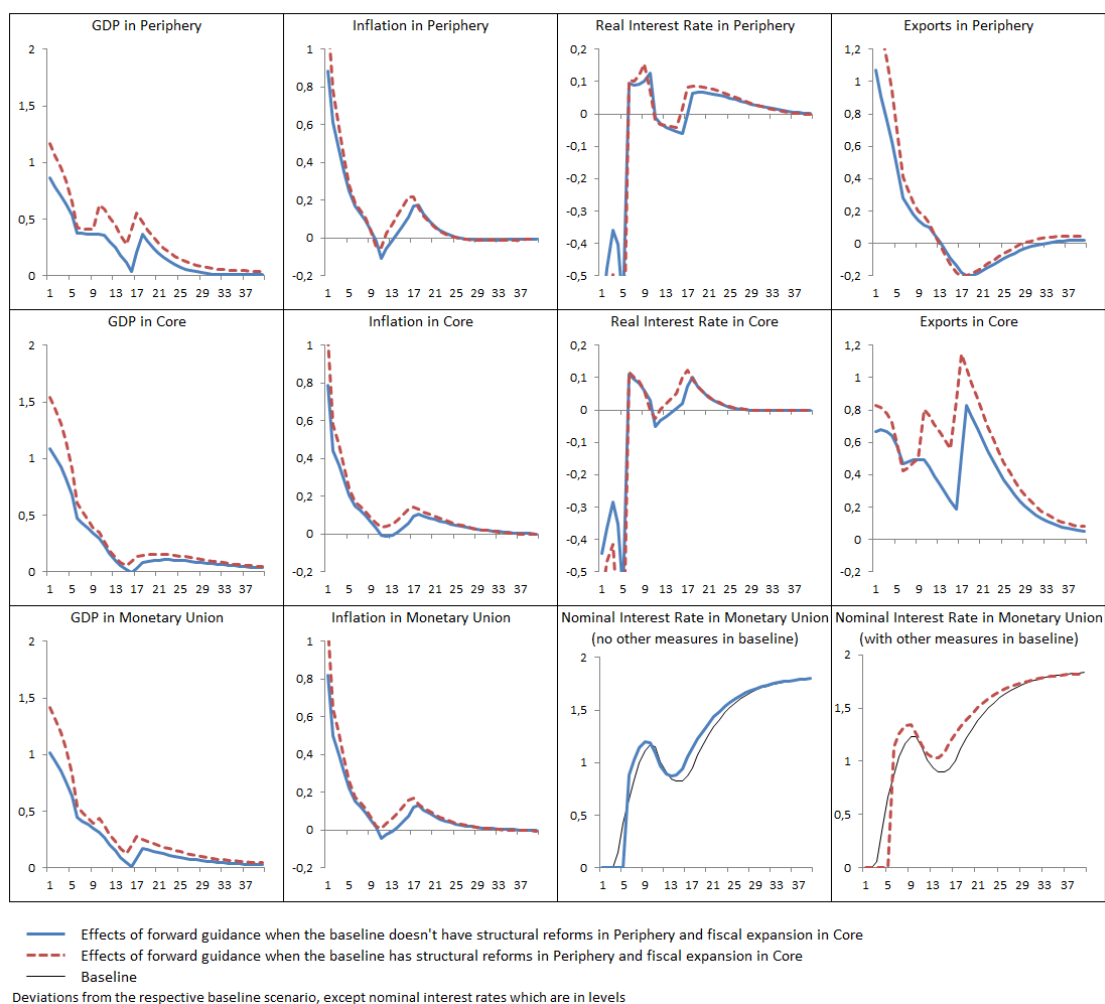 GDP in Periphery
2
1,5
1
0,5
0
1 5 9 13 17 21 25 29 33 37
Inflation in Periphery
1
0,8
0,6
0,4
0,2
0
-0,2
1 5 9 13 17 21 25 29 33 37
Real Interest Rate in Periphery
0,2
0,1
0
-0,1
-0,2
-0,3
-0,4
-0,5
1 5 9 13 17 21 25 29 33 37
Exports in Periphery
1,2
1
0,8
0,6
0,4
0,2
0
-0,2
1 5 9 13 17 21 25 29 33 37
GDP in Core
2
1,5
1
0,5
0
1 5 9 13 17 21 25 29 33 37
Inflation in Core
1
0,8
0,6
0,4
0,2
0
-0,2
1 5 9 13 17 21 25 29 33 37
Real Interest Rate in Core
0,2
0,1
0
-0,1
-0,2
-0,3
-0,4
-0,5
1 5 9 13 17 21 25 29 33 37
Exports in Core
1,2
1
0,8
0,6
0,4
0,2
0
-0,2
1 5 9 13 17 21 25 29 33 37
GDP in Monetary Union
2
1,5
1
0,5
0
1 5 9 13 17 21 25 29 33 37
Inflation in Monetary Union
1
0,8
0,6
0,4
0,2
0
-0,2
1 5 9 13 17 21 25 29 33 37
Nominal Interest Rate in Monetary Union
(no other measures in baseline)
2
1,5
1
0,5
0
1 5 9 13 17 21 25 29 33 37
Nominal Interest Rate in Monetary Union
(with other measures in baseline)
2
1,5
1
0,5
0
1 5 9 13 17 21 25 29 33 37
Effects of forward guidance when the baseline doesn't have structural reforms in Periphery and fiscal expansion in Core
Effects of forward guidance when the baseline has structural reforms in Periphery and fiscal expansion in Core
Baseline
Deviations from the respective baseline scenario, except nominal interest rates which are in levels